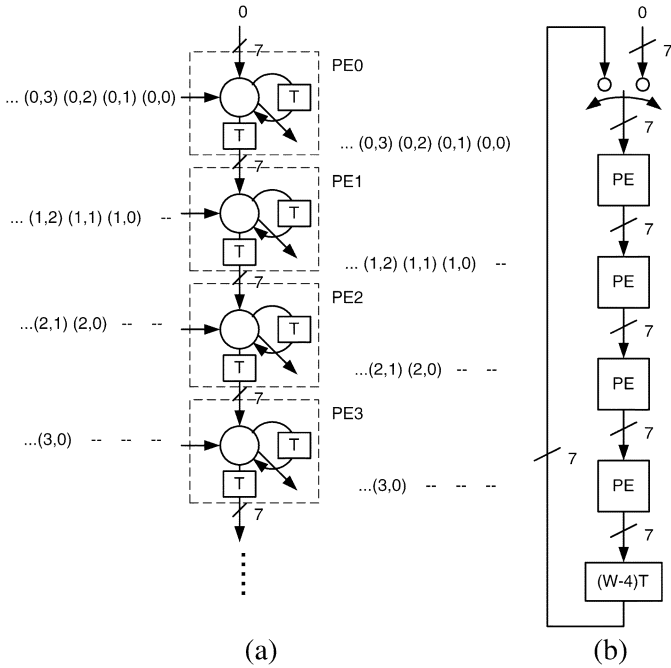 0
7
PE0
... (0,3) (0,2) (0,1) (0,0)
T
T
... (0,3) (0,2) (0,1) (0,0)
7
PE1
... (1,2) (1,1) (1,0) --
T
T
... (1,2) (1,1) (1,0) --
7
PE2
...(2,1) (2,0) -- --
T
T
...(2,1) (2,0) -- --
7
PE3
...(3,0) -- -- --
T
T
...(3,0) -- -- --
7
(a)
0
7
7
PE
7
PE
7
PE
7
PE
7
7
(W-4)T
(b)